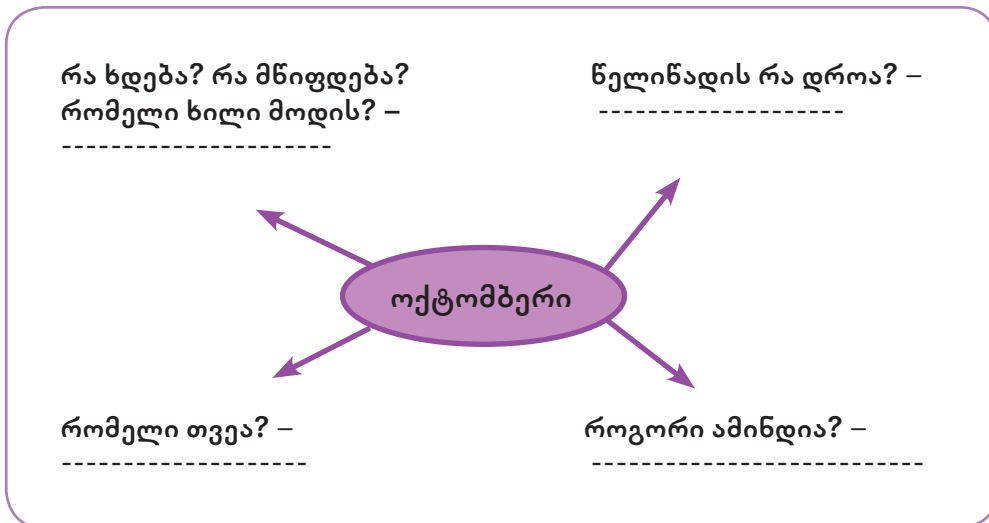 რა ხდება? რა მწიფდება?
რომელი ხილი მოდის? –
----------------------
წელიწადის რა დროა? –
--------------------
ოქტომბერი
რომელი თვეა? –
--------------------
როგორი ამინდია? –
---------------------------